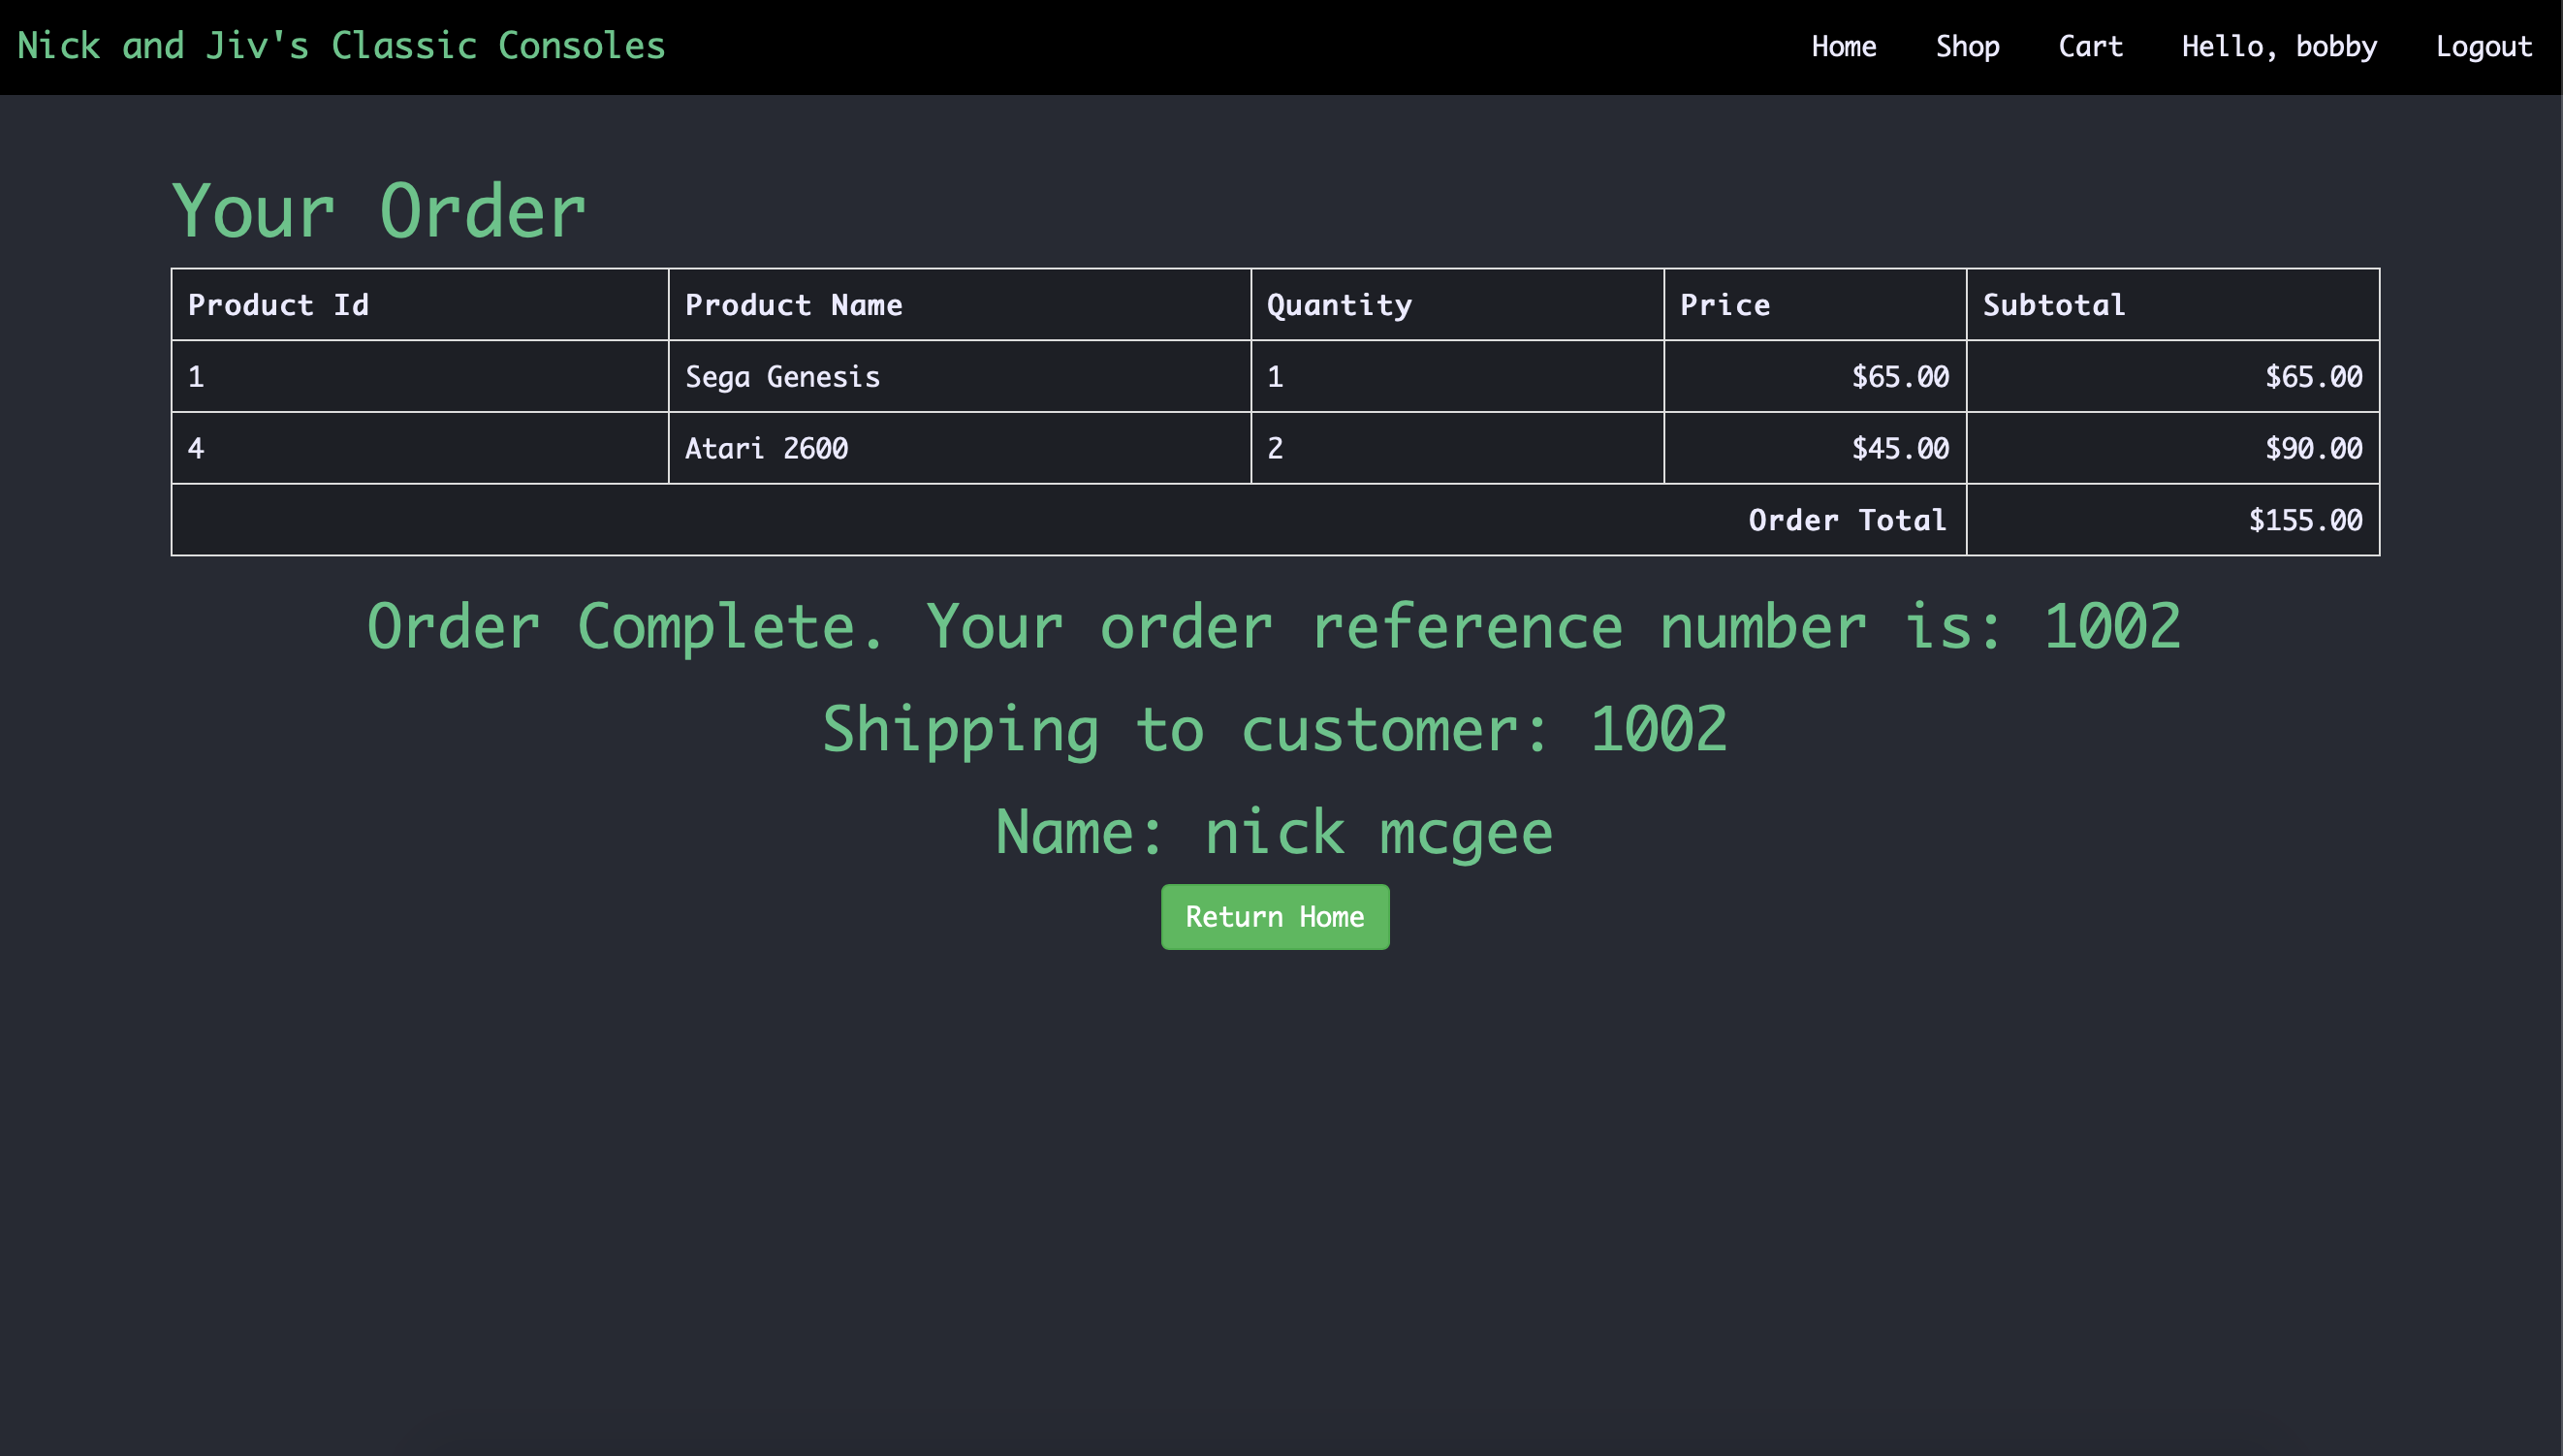 Nick and Jiv's Classic Consoles Home Shop Cart Hello, bobby Logout
Your Order
Product Id Product Name Quantity Price Subtotal
1 Sega Genesis 1 $65.00 $65.00
4 Atari 2600 2 $45.00 $90.00
Order Total $155.00
Order Complete. Your order reference number is: 1002
Shipping to customer: 1002
Name: nick mcgee
Return Home